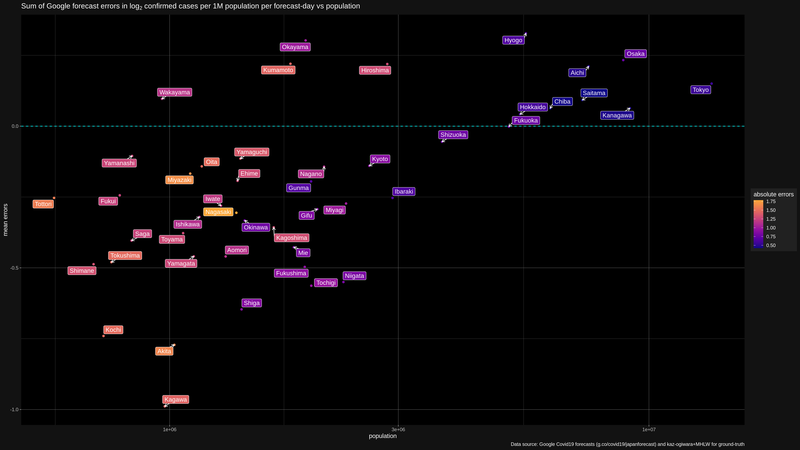 Sum of Google forecast errors in log2 confirmed cases per 1M population per forecast-day vs population
Hyogo
Okayama
Osaka
Kumamoto
Hiroshima
Aichi
Wakayama
Saitama
Tokyo
Chiba
Hokkaido
Kanagawa
Fukuoka
0.0
Shizuoka
Yamaguchi
Kyoto
Yamanashi
Oita
Ehime
Nagano
Miyazaki
Gunma
Ibaraki
absolute errors
1.75
1.50
1.25
1.00
0.75
0.50
Tottori
Fukui
Iwate
Nagasaki
Miyagi
Gifu
mean errors
Ishikawa
Okinawa
Saga
Toyama
Kagoshima
Aomori
Mie
Tokushima
Yamagata
-0.5
Shimane
Fukushima
Niigata
Tochigi
Shiga
Kochi
Akita
Kagawa
-1.0
1e+06
3e+06
1e+07
population
Data source: Google Covid19 forecasts (g.co/covid19/japanforecast) and kaz-ogiwara+MHLW for ground-truth